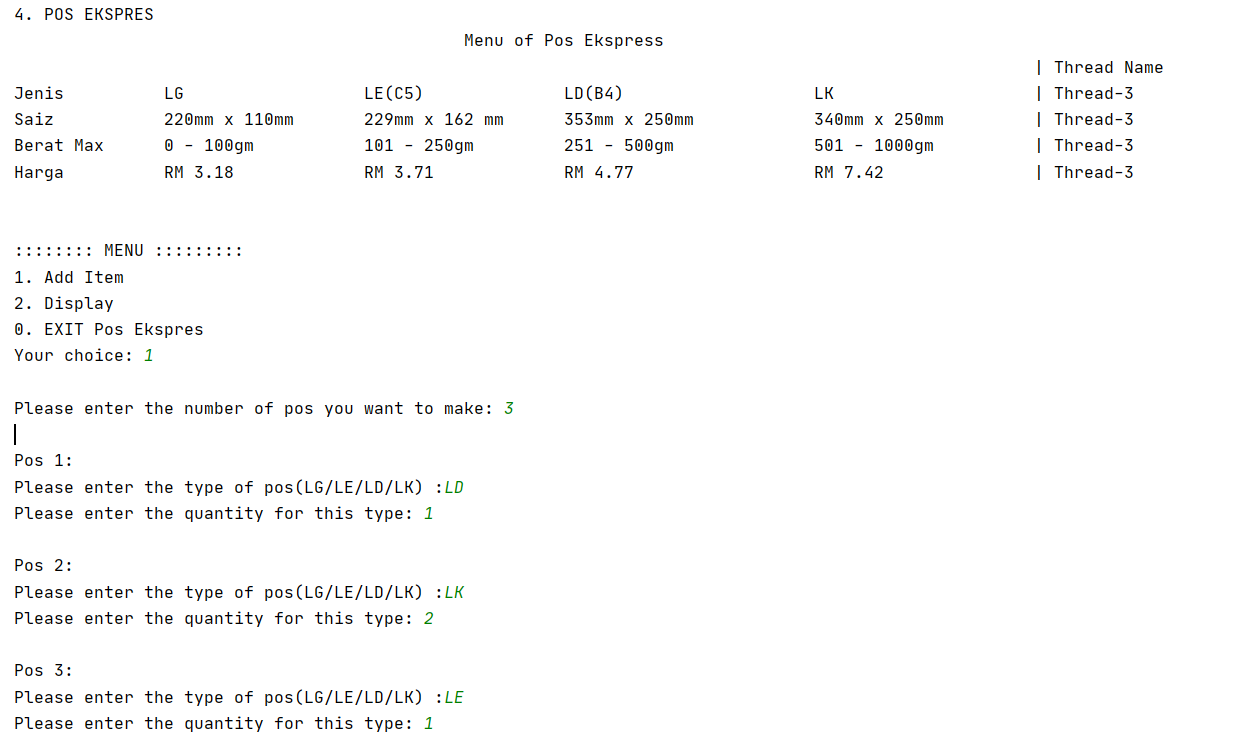 4. POS EKSPRES
Menu of Pos Ekspress
| Thread Name
Jenis LG LE(C5) LD(B4) LK | Thread-3
Saiz 220mm x 110mm 229mm x 162 mm 353mm x 250mm 340mm x 250mm | Thread-3
Berat Max 0 - 100gm 101 - 250gm 251 - 500gm 501 - 1000gm | Thread-3
Harga RM 3.18 RM 3.71 RM 4.77 RM 7.42 | Thread-3
:::::::: MENU :::::::::
1. Add Item
2. Display
0. EXIT Pos Ekspres
Your choice: 1
Please enter the number of pos you want to make: 3
Pos 1:
Please enter the type of pos(LG/LE/LD/LK) :LD
Please enter the quantity for this type: 1
Pos 2:
Please enter the type of pos(LG/LE/LD/LK) :LK
Please enter the quantity for this type: 2
Pos 3:
Please enter the type of pos(LG/LE/LD/LK) :LE
Please enter the quantity for this type: 1